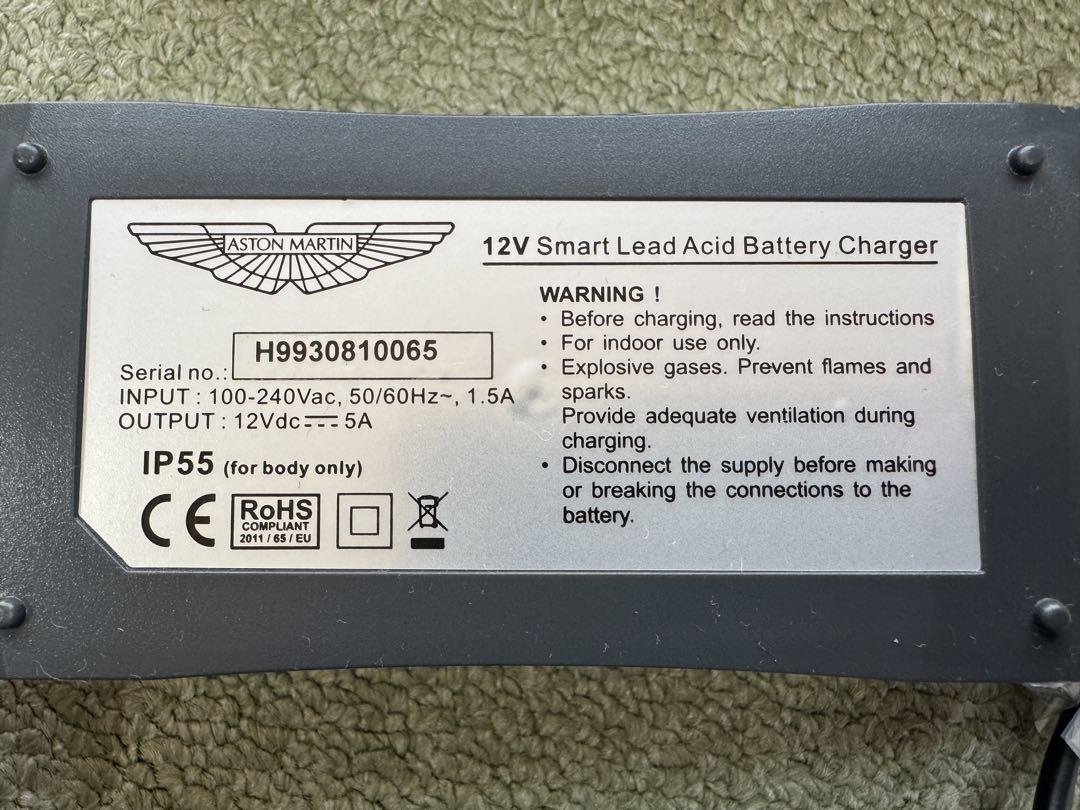 ASTON MARTIN
12V Smart Lead Acid Battery Charger
Serial no.: H9930810065
INPUT : 100-240Vac, 50/60Hz~, 1.5A
OUTPUT : 12Vdc 5A
IP55 (for body only)
CE
RoHS
COMPLIANT
2011 / 65 / EU
WARNING !
• Before charging, read the instructions
• For indoor use only.
• Explosive gases. Prevent flames and
sparks.
Provide adequate ventilation during
charging.
• Disconnect the supply before making
or breaking the connections to the
battery.